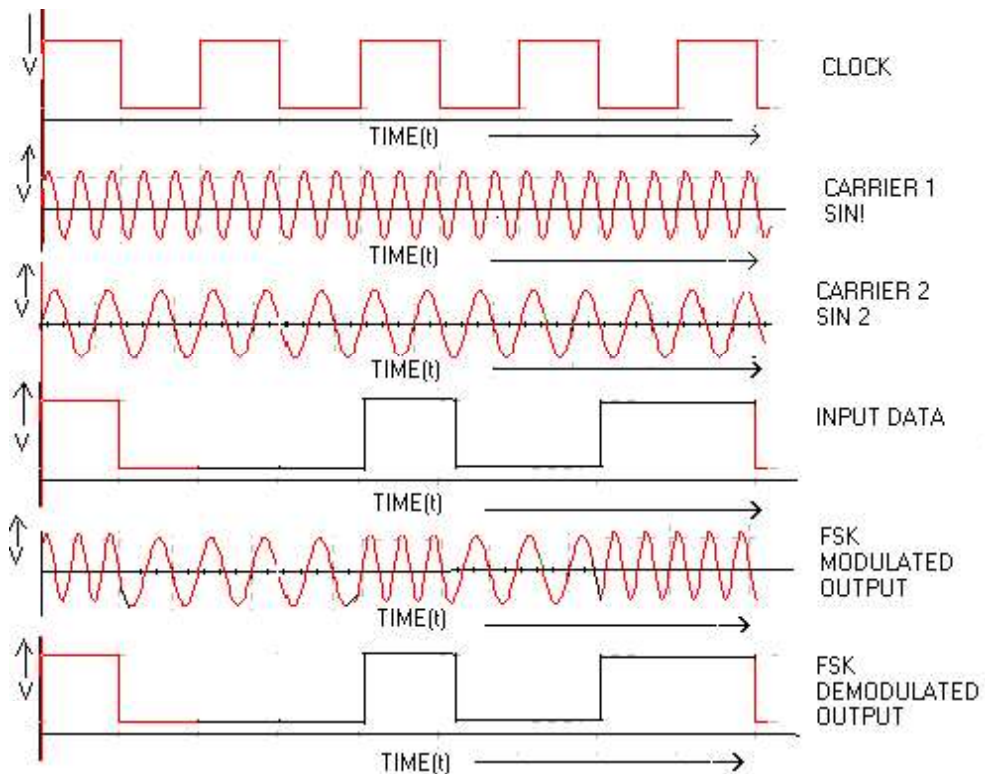 V
CLOCK
TIME(t)
V
CARRIER 1
SIN!
TIME(t)
V
CARRIER 2
SIN 2
TIME(t)
V
INPUT DATA
TIME(t)
V
FSK
MODULATED
OUTPUT
TIME(t)
V
FSK
DEMODULATED
OUTPUT
TIME(t)